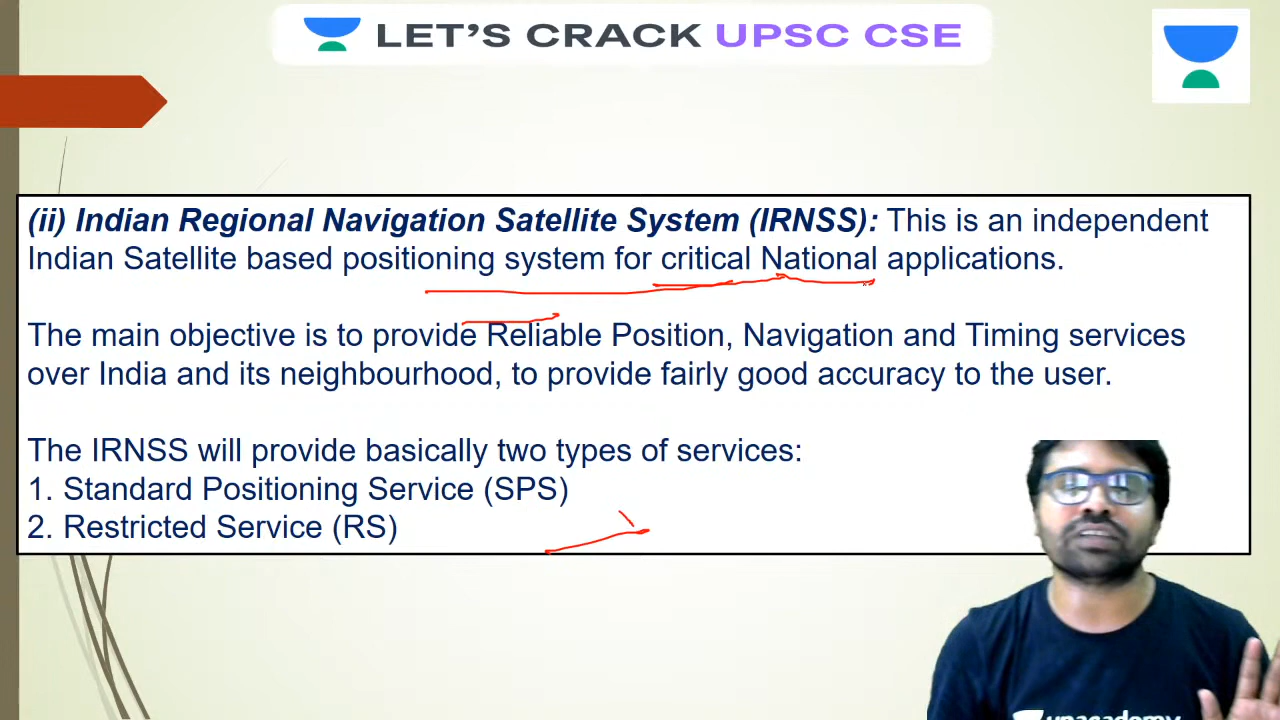 LET'S CRACK UPSC CSE
(ii) Indian Regional Navigation Satellite System (IRNSS): This is an independent
Indian Satellite based positioning system for critical National applications.
The main objective is to provide Reliable Position, Navigation and Timing services
over India and its neighbourhood, to provide fairly good accuracy to the user.
The IRNSS will provide basically two types of services:
1. Standard Positioning Service (SPS)
2. Restricted Service (RS)
unacademy